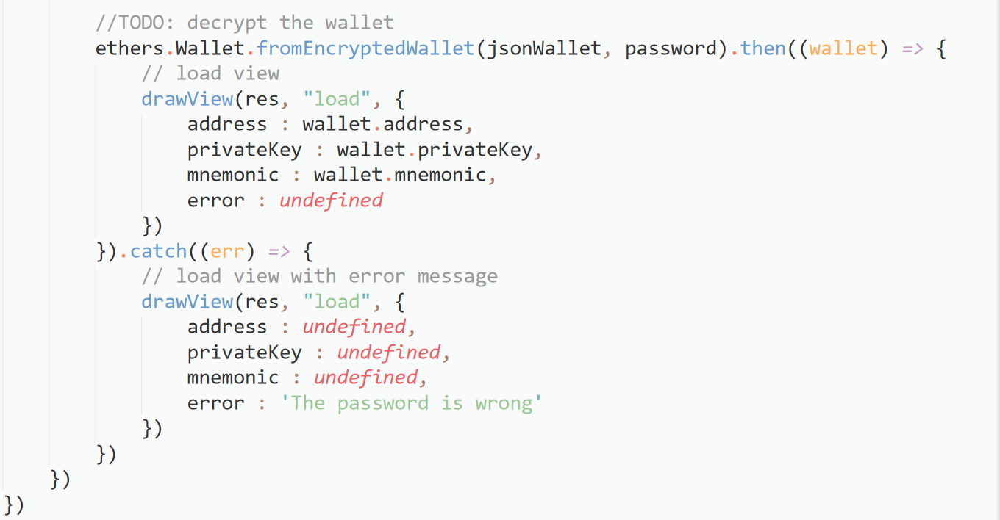 //TODO: decrypt the wallet
ethers.Wallet.fromEncryptedWallet(jsonWallet, password).then((wallet) => {
// load view
drawView(res, "load", {
address : wallet.address,
privateKey : wallet.privateKey,
mnemonic : wallet.mnemonic,
error : undefined
})
}).catch((err) => {
// load view with error message
drawView(res, "load", {
address : undefined,
privateKey : undefined,
mnemonic : undefined,
error : 'The password is wrong'
})
})
})
})